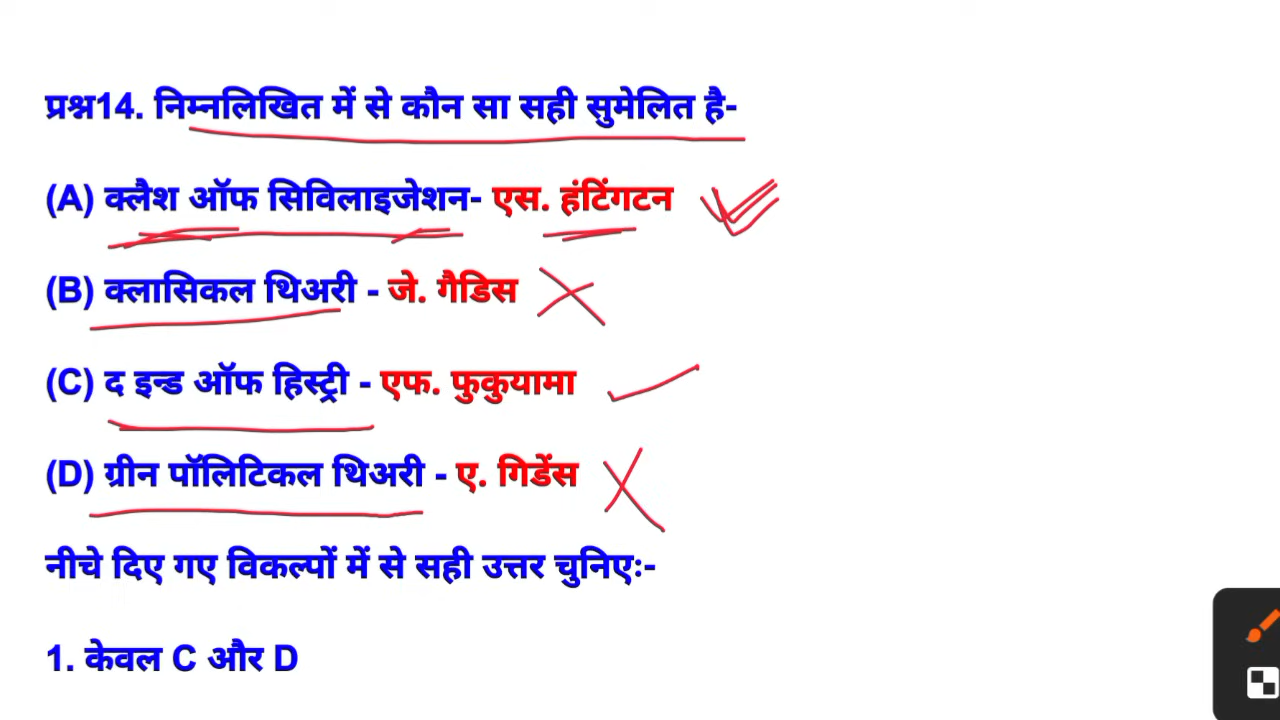 प्रश्न14. निम्नलिखित में से कौन सा सही सुमेलित है-
(A) क्लैश ऑफ सिविलाइजेशन- एस. हंटिंगटन
(B) क्लासिकल थिअरी - जे. गैडिस
(C) द इन्ड ऑफ हिस्ट्री - एफ. फुकुयामा
(D) ग्रीन पॉलिटिकल थिअरी - ए. गिडेंस
नीचे दिए गए विकल्पों में से सही उत्तर चुनिएः-
1. केवल C और D